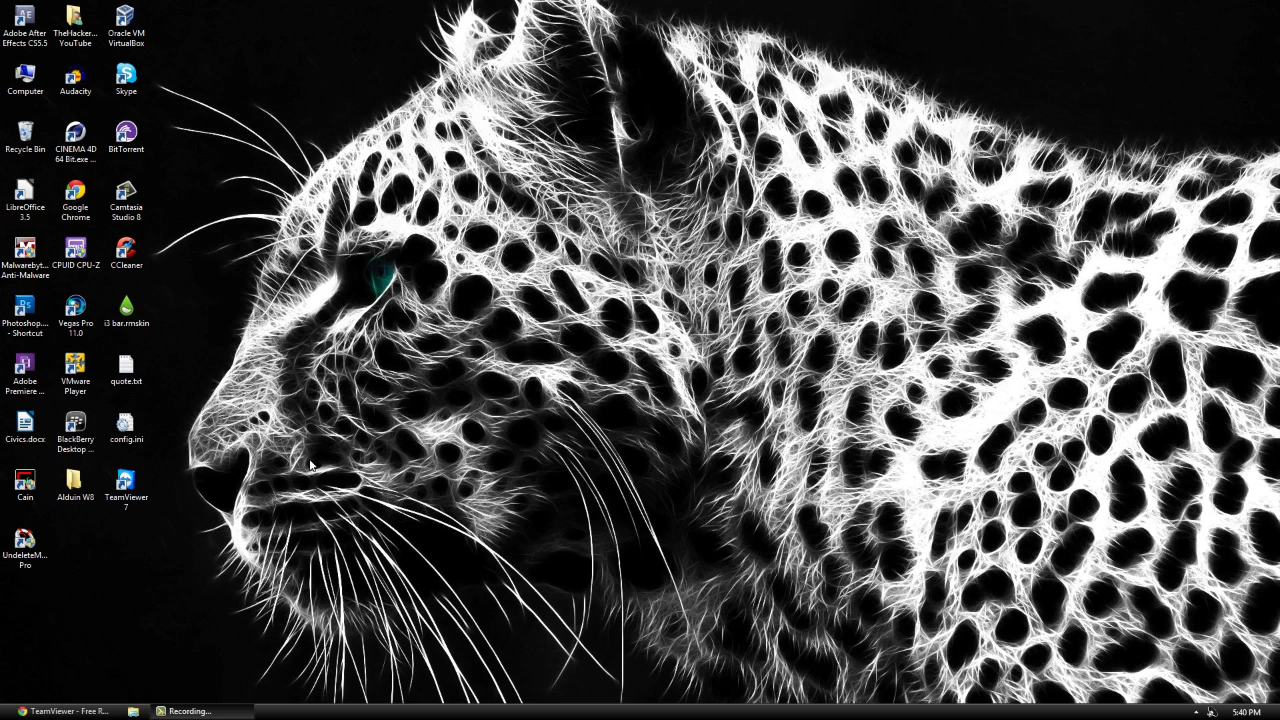 Adobe After
Effects CS5.5
TheHacker...
YouTube
Oracle VM
VirtualBox
Computer
Audacity
Skype
Recycle Bin
CINEMA 4D
64 Bit.exe ...
BitTorrent
LibreOffice
3.5
Google
Chrome
Camtasia
Studio 8
Malwarebyt...
Anti-Malware
CPUID CPU-Z
CCleaner
Photoshop....
- Shortcut
Vegas Pro
11.0
i3 bar.rmskin
Adobe
Premiere ...
VMware
Player
quote.txt
Civics.docx
BlackBerry
Desktop ...
config.ini
Cain
Alduin W8
TeamViewer
7
UndeleteM...
Pro
TeamViewer - Free R...
Recording...
5:40 PM